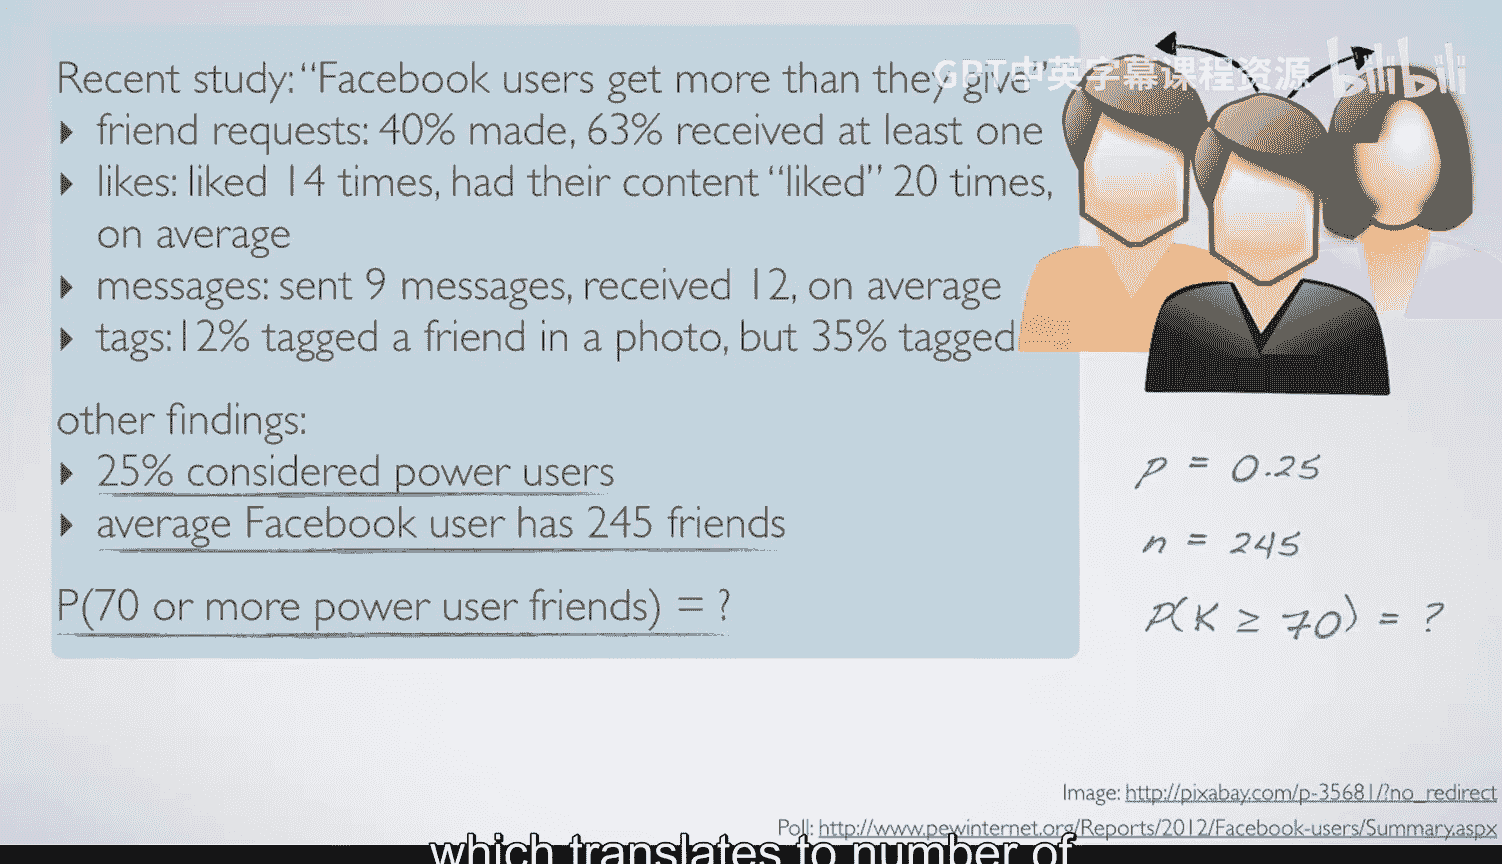 Recent study: “Facebook users get more than they give”
GPT中英字幕课程资源 bilibili
▸ friend requests: 40% made, 63% received at least one
▸ likes: liked 14 times, had their content “liked” 20 times,
on average
▸ messages: sent 9 messages, received 12, on average
▸ tags:12% tagged a friend in a photo, but 35% tagged
other findings:
▸ 25% considered power users
▸ average Facebook user has 245 friends
P(70 or more power user friends) = ?
p = 0.25
n = 245
P(K ≥ 70) = ?
Image: http://pixabay.com/p-35681/?no_redirect
Poll: http://www.pewinternet.org/Reports/2012/Facebook-users/Summary.aspx
which translates to number of